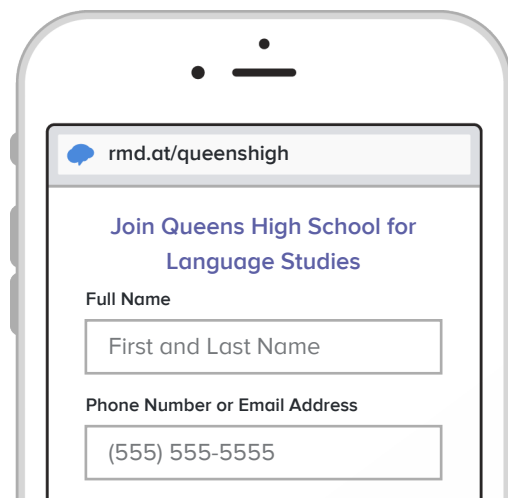 rmd.at/queenshigh
Join Queens High School for
Language Studies
Full Name
First and Last Name
Phone Number or Email Address
(555) 555-5555